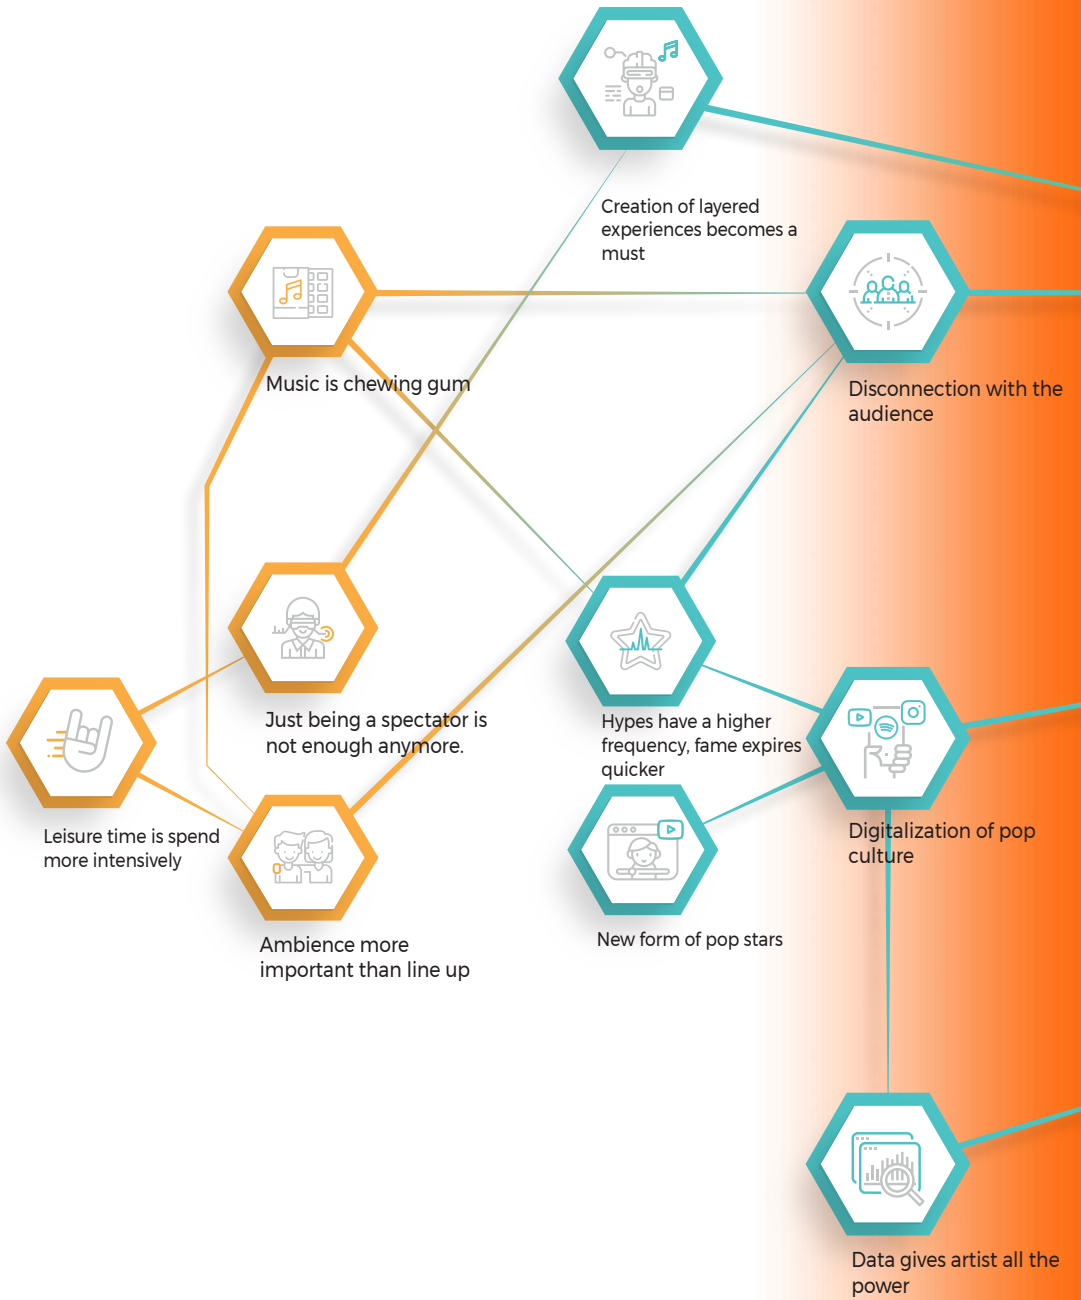 Creation of layered
experiences becomes a
must
Music is chewing gum
Disconnection with the
audience
Just being a spectator is
not enough anymore.
Hypes have a higher
frequency, fame expires
quicker
Leisure time is spend
more intensively
Digitalization of pop
culture
Ambience more
important than line up
New form of pop stars
Data gives artist all the
power